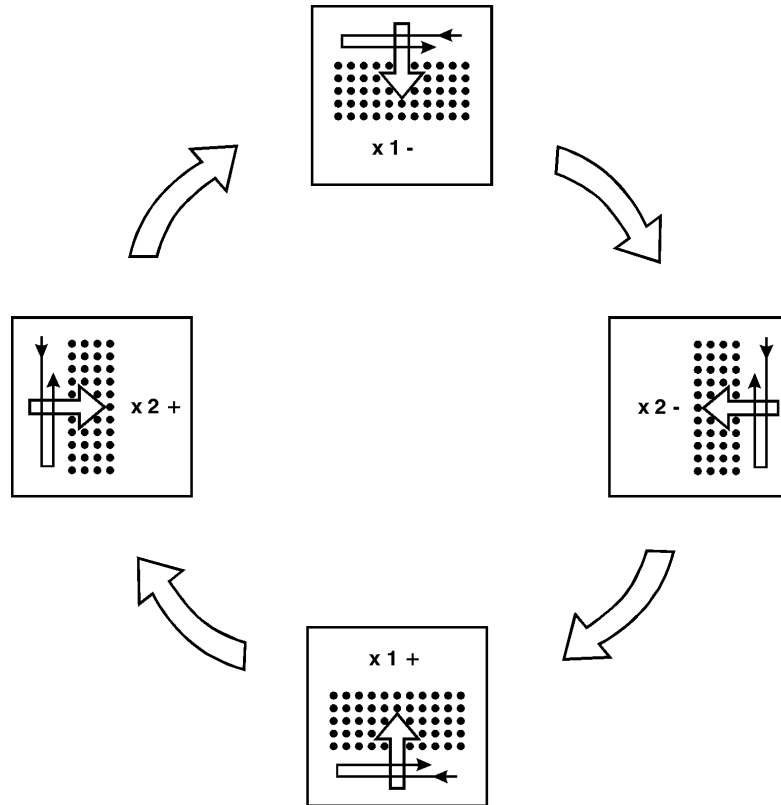 x 1 -
x 2 +
x 2 -
x 1 +